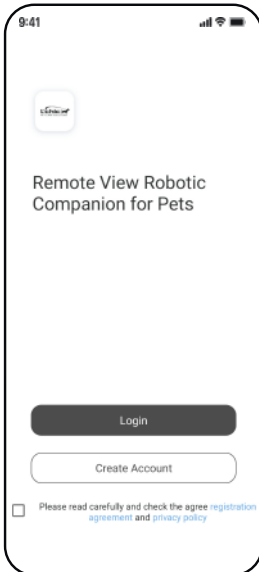 9:41
Remote View Robotic
Companion for Pets
Login
Create Account
Please read carefully and check the agree registration
agreement and privacy policy